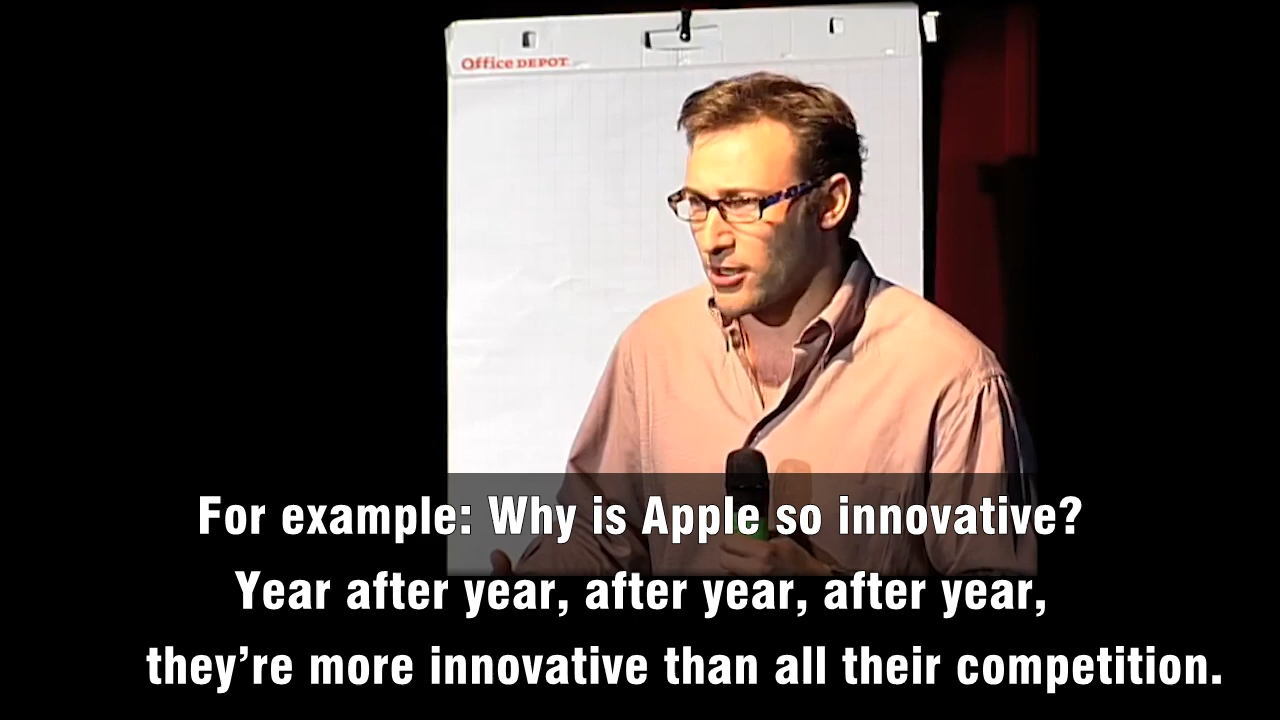 Office DEPOT
For example: Why is Apple so innovative?
Year after year, after year, after year,
they’re more innovative than all their competition.